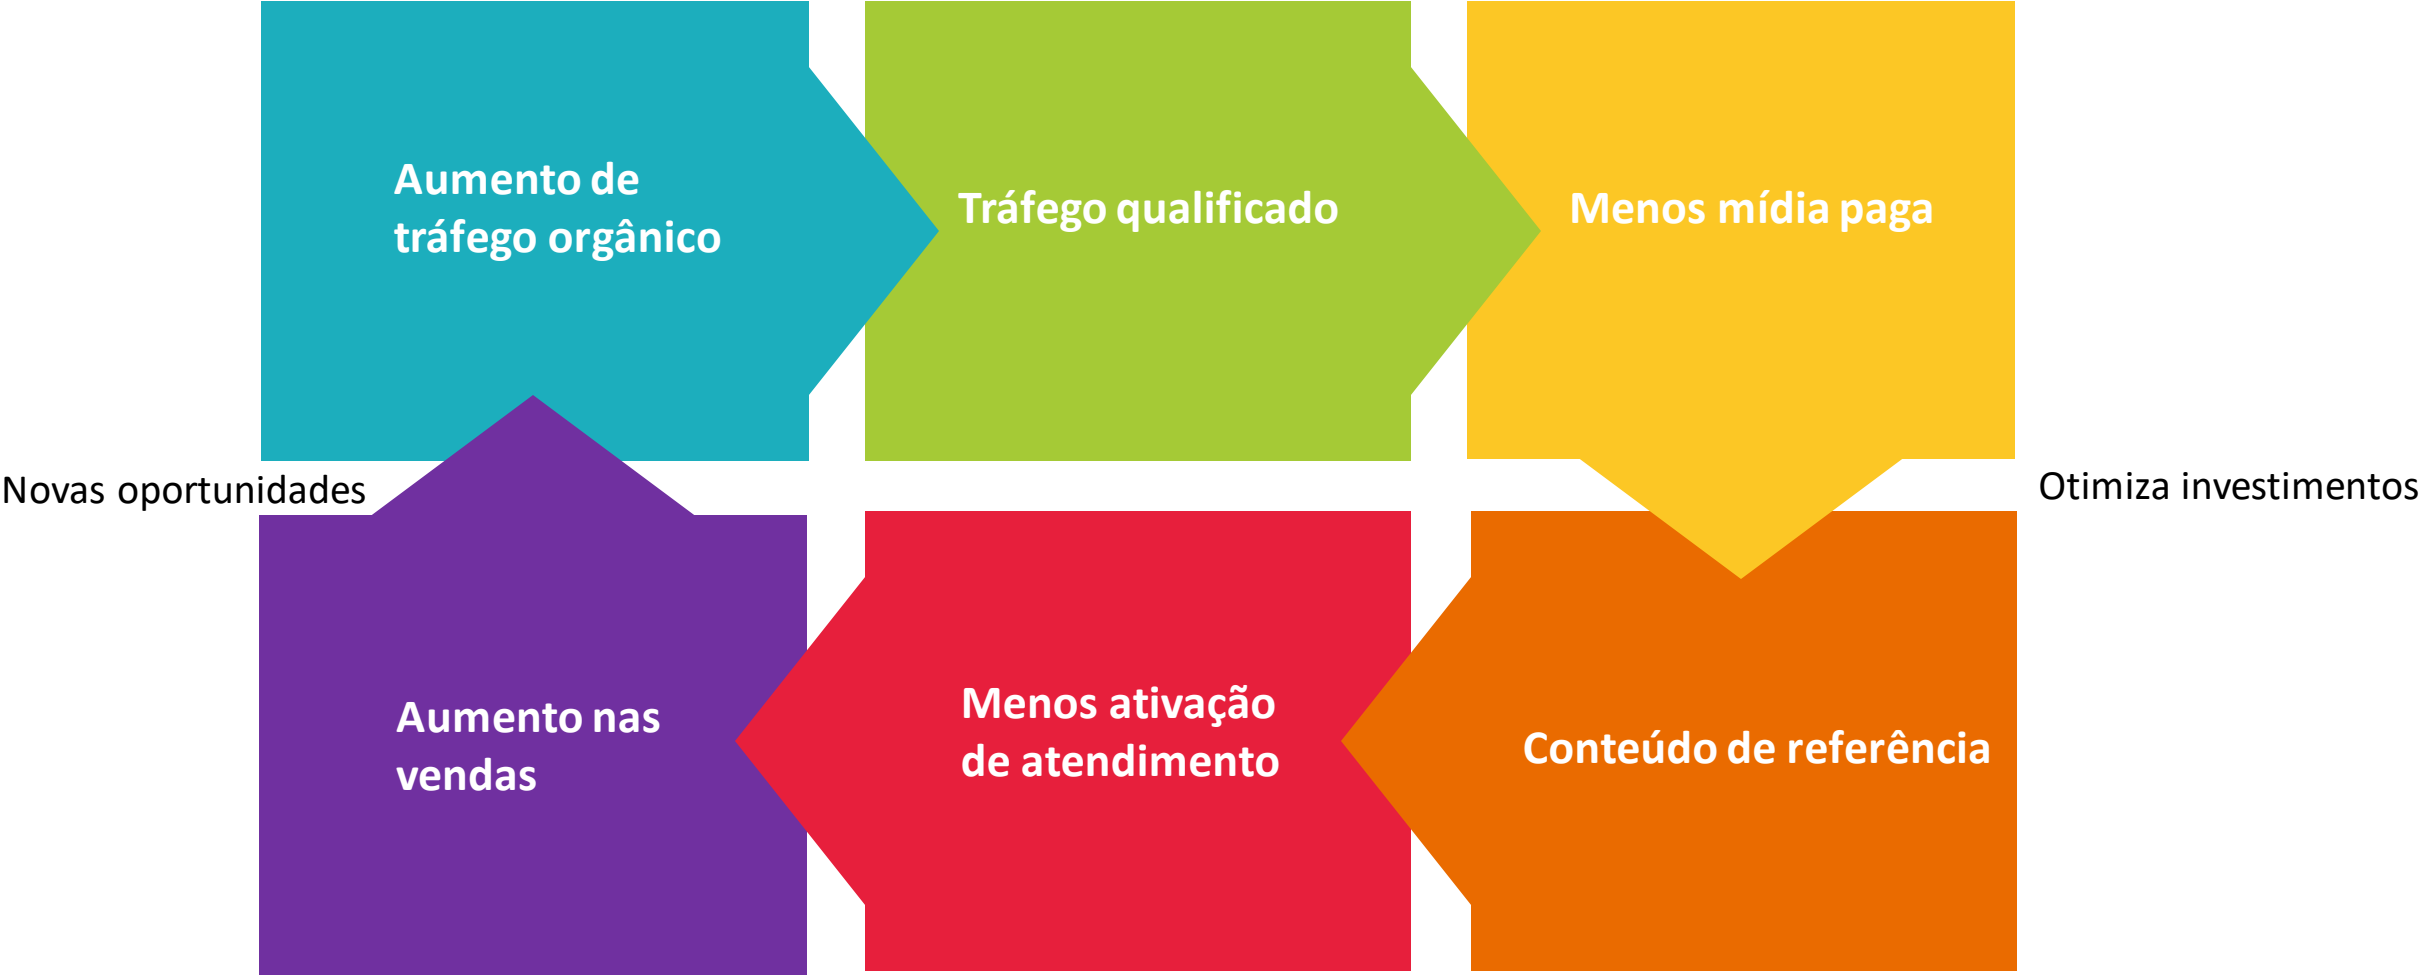 Aumento de
tráfego orgânico
Tráfego qualificado
Menos mídia paga
Novas oportunidades
Otimiza investimentos
Aumento nas
vendas
Menos ativação
de atendimento
Conteúdo de referência